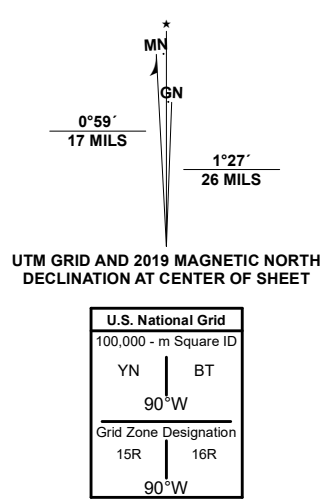 ★
MN
GN
0°59´
17 MILS
1°27´
26 MILS
UTM GRID AND 2019 MAGNETIC NORTH
DECLINATION AT CENTER OF SHEET
U.S. National Grid
100,000 - m Square ID
YN BT
90°W
Grid Zone Designation
15R 16R
90°W